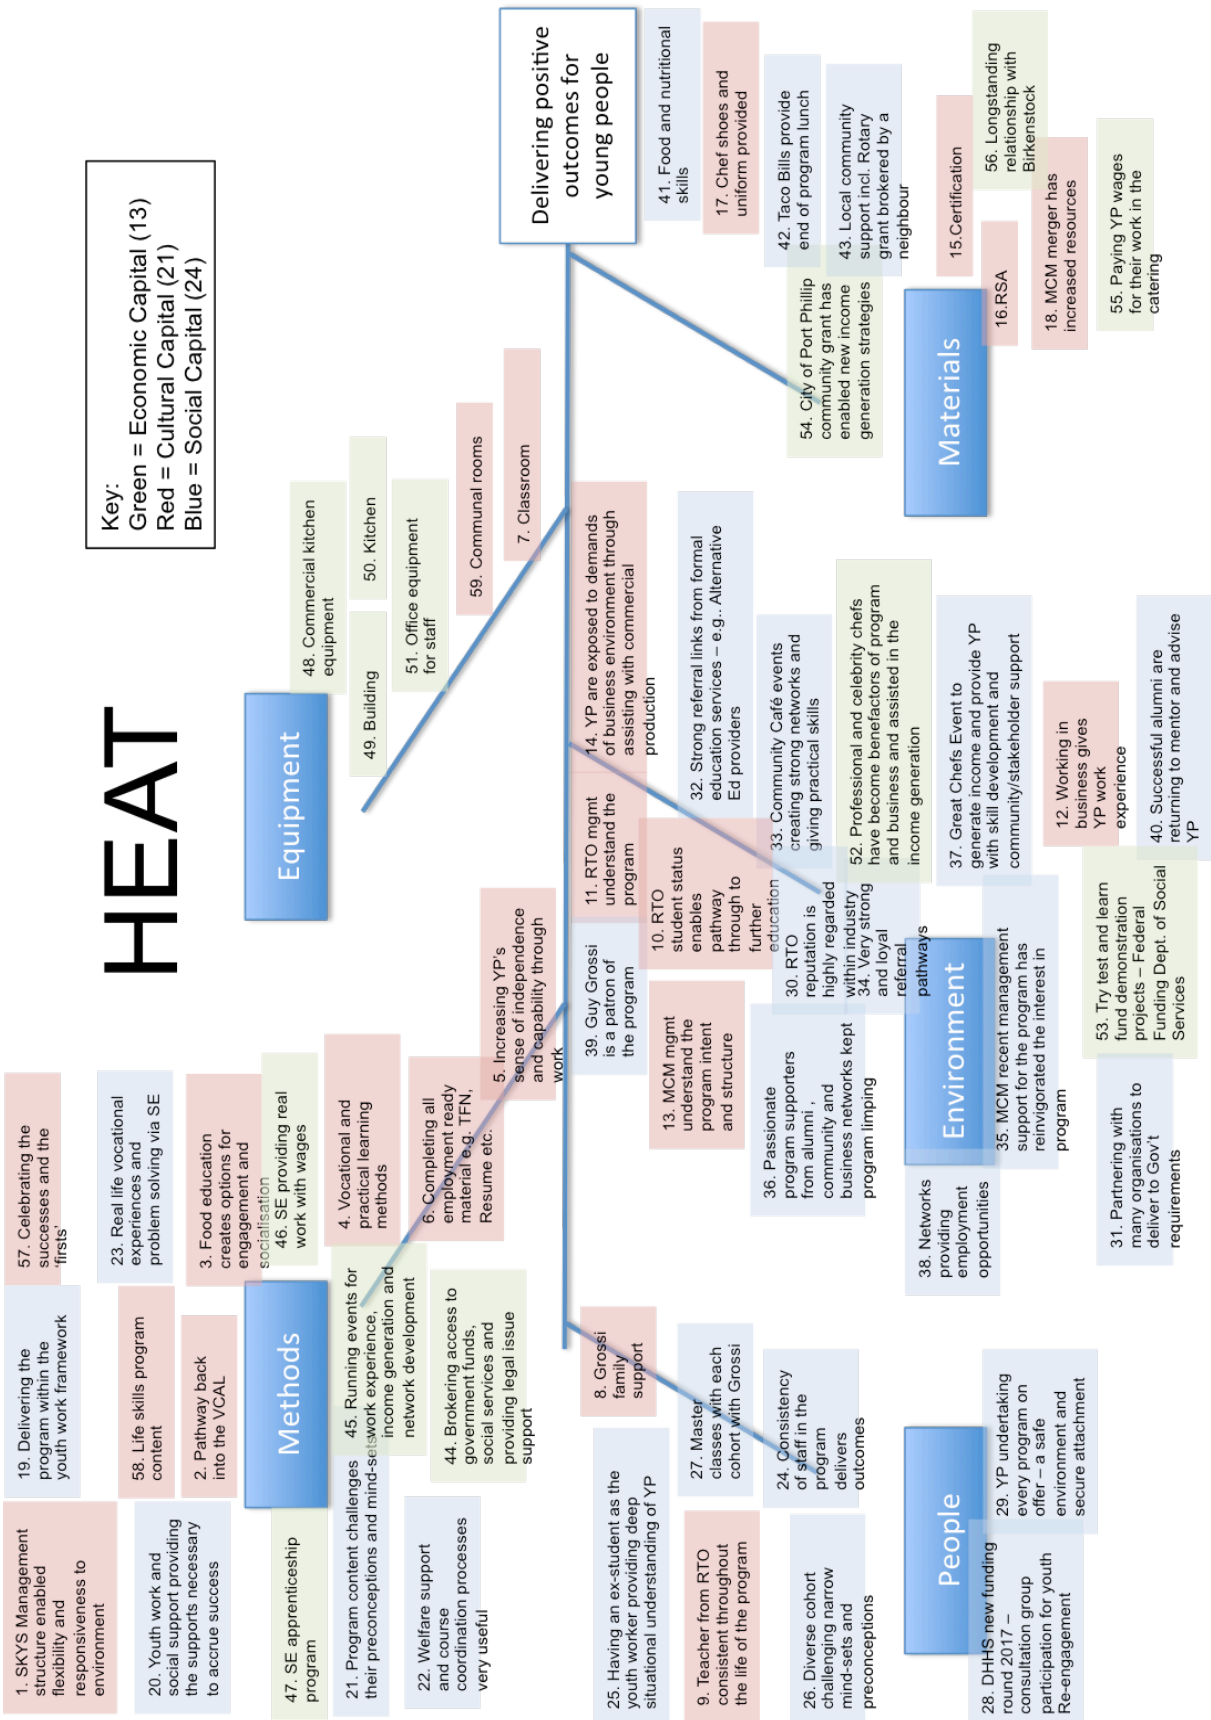 HEAT
Key:
Green = Economic Capital (13)
Red = Cultural Capital (21)
Blue = Social Capital (24)
1. SKYS Management
structure enabled
flexibility and
responsiveness to
environment
19. Delivering the
program within the
youth work framework
57. Celebrating the
successes and the
‘firsts’
20. Youth work and
social support providing
the supports necessary
to accrue success
58. Life skills program
content
23. Real life vocational
experiences and
problem solving via SE
2. Pathway back
into the VCAL
3. Food education
creates options for
engagement and
socialisation
47. SE apprenticeship
program
Methods
46. SE providing real
work with wages
21. Program content challenges
their preconceptions and mind-sets
45. Running events for
work experience,
income generation and
network development
4. Vocational and
practical learning
methods
22. Welfare support
and course
coordination processes
very useful
44. Brokering access to
government funds,
social services and
providing legal issue
support
6. Completing all
employment ready
material e.g. TFN,
Resume etc.
5. Increasing YP's
sense of independence
and capability through
work
Equipment
48. Commercial kitchen
equipment
49. Building
50. Kitchen
51. Office equipment
for staff
59. Communal rooms
7. Classroom
Delivering positive
outcomes for
young people
25. Having an ex-student as the
youth worker providing deep
situational understanding of YP
8. Grossi
family
support
9. Teacher from RTO
consistent throughout
the life of the program
27. Master
classes with each
cohort with Grossi
26. Diverse cohort
challenging narrow
mind-sets and
preconceptions
24. Consistency
of staff in the
program
delivers
outcomes
People
28. DHHS new funding
round 2017 –
consultation group
participation for youth
Re-engagement
29. YP undertaking
every program on
offer – a safe
environment and
secure attachment
39. Guy Grossi
is a patron of
the program
11. RTO mgmt
understand the
program
14. YP are exposed to demands
of business environment through
assisting with commercial
production
13. MCM mgmt
understand the
program intent
and structure
10. RTO
student status
enables
pathway
through to
further
education
32. Strong referral links from formal
education services – e.g.. Alternative
Ed providers
36. Passionate
program supporters
from alumni ,
community and
business networks kept
program limping
30. RTO
reputation is
highly regarded
within industry
33. Community Café events
creating strong networks and
giving practical skills
34. Very strong
and loyal
referral
pathways
52. Professional and celebrity chefs
have become benefactors of program
and business and assisted in the
income generation
38. Networks
providing
employment
opportunities
Environment
37. Great Chefs Event to
generate income and provide YP
with skill development and
community/stakeholder support
35. MCM recent management
support for the program has
reinvigorated the interest in
program
12. Working in
business gives
YP work
experience
31. Partnering with
many organisations to
deliver to Gov't
requirements
53. Try test and learn
fund demonstration
projects – Federal
Funding Dept. of Social
Services
40. Successful alumni are
returning to mentor and advise
YP
41. Food and nutritional
skills
17. Chef shoes and
uniform provided
42. Taco Bills provide
end of program lunch
54. City of Port Phillip
community grant has
enabled new income
generation strategies
43. Local community
support incl. Rotary
grant brokered by a
neighbour
Materials
15.Certification
16.RSA
56. Longstanding
relationship with
Birkenstock
18. MCM merger has
increased resources
55. Paying YP wages
for their work in the
catering